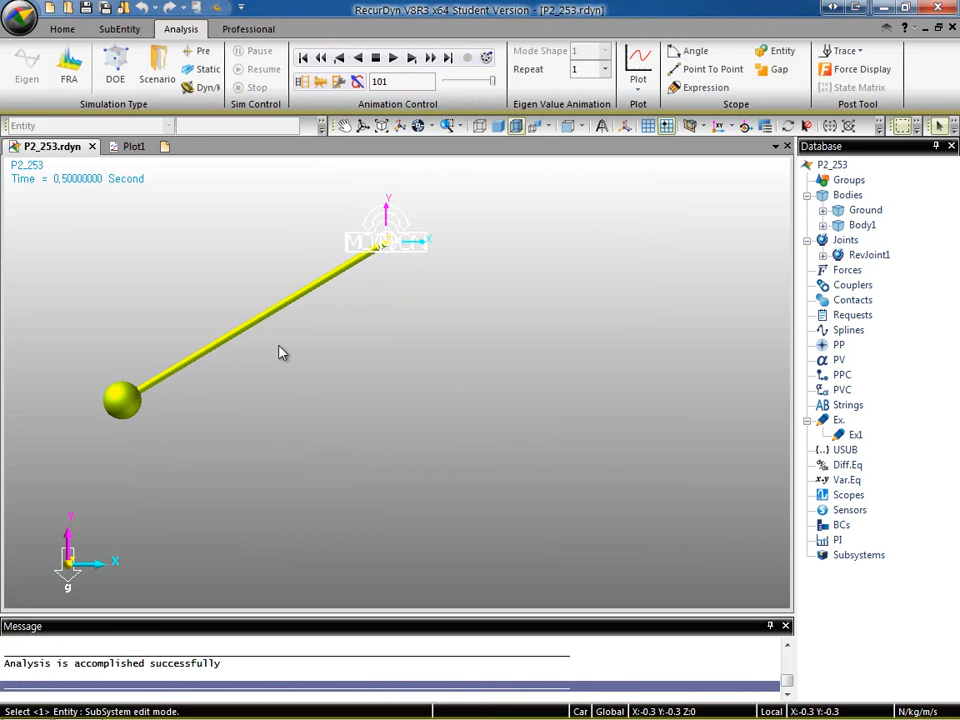 RecurDyn V8R3 x64 Student Version - [P2_253.rdyn]
Home SubEntity Analysis Professional
Eigen FRA DOE Scenario Pre Static Dyn/K
Pause Resume Stop
101
Mode Shape 1
Repeat 1
Plot
Angle Entity
Point To Point Gap
Expression
Trace
Force Display
State Matrix
Simulation Type Sim Control Animation Control Eigen Value Animation Plot Scope Post Tool
Entity
P2_253.rdyn Plot1
P2_253
Time = 0,50000000 Second
Y
X
Y
X
g
Database
P2_253
Groups
Bodies
Ground
Body1
Joints
RevJoint1
Forces
Couplers
Contacts
Requests
Splines
PP
PV
PPC
PVC
AB Strings
Ex.
Ex1
{..} USUB
Diff.Eq
x.y Var.Eq
Scopes
Sensors
BCs
PI
Subsystems
Message
Analysis is accomplished successfully
Select <1> Entity : SubSystem edit mode. Car Global X:-0.3 Y:-0.3 Z:0 Local X:-0.3 Y:-0.3 N/kg/m/s